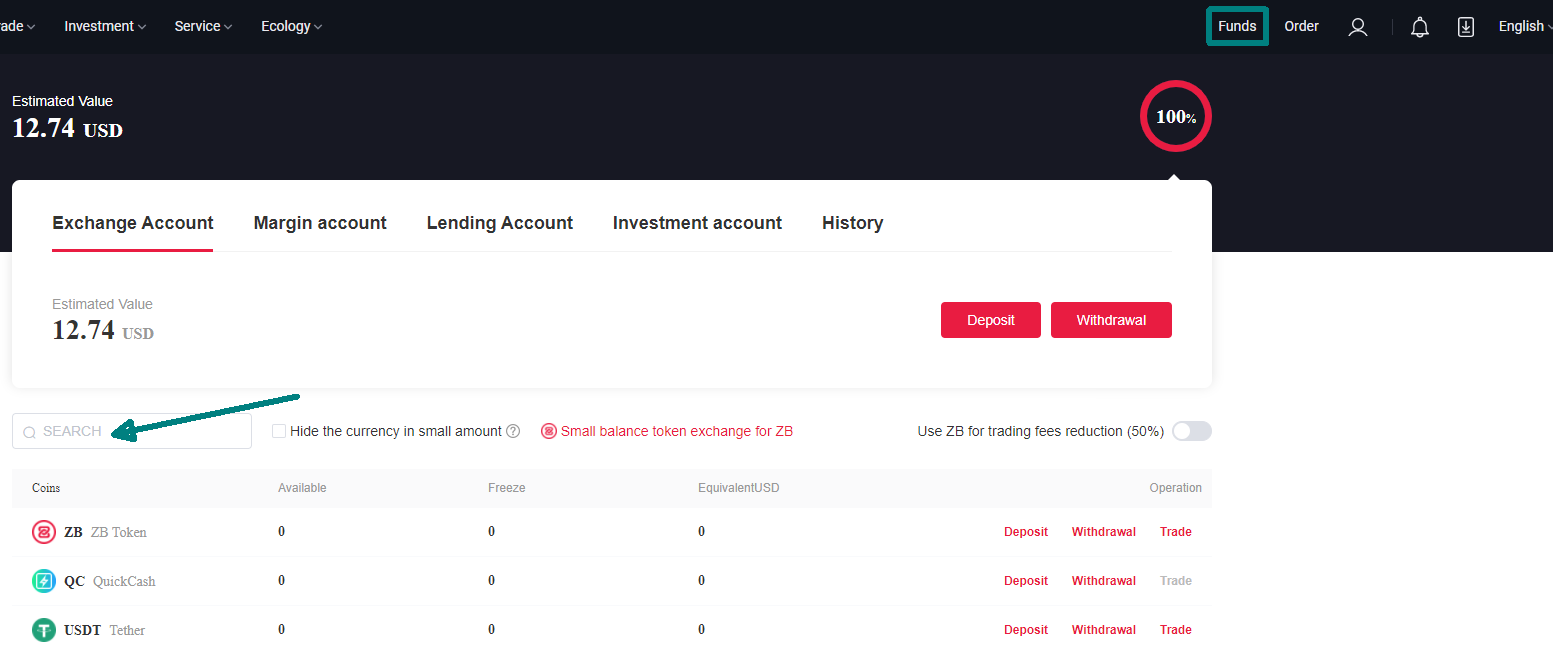 rade Investment Service Ecology Funds Order English
Estimated Value
12.74 USD
100%
Exchange Account Margin account Lending Account Investment account History
Estimated Value
12.74 USD
Deposit Withdrawal
SEARCH Hide the currency in small amount ? Small balance token exchange for ZB Use ZB for trading fees reduction (50%)
Coins Available Freeze EquivalentUSD Operation
ZB ZB Token 0 0 0 Deposit Withdrawal Trade
QC QuickCash 0 0 0 Deposit Withdrawal Trade
USDT Tether 0 0 0 Deposit Withdrawal Trade